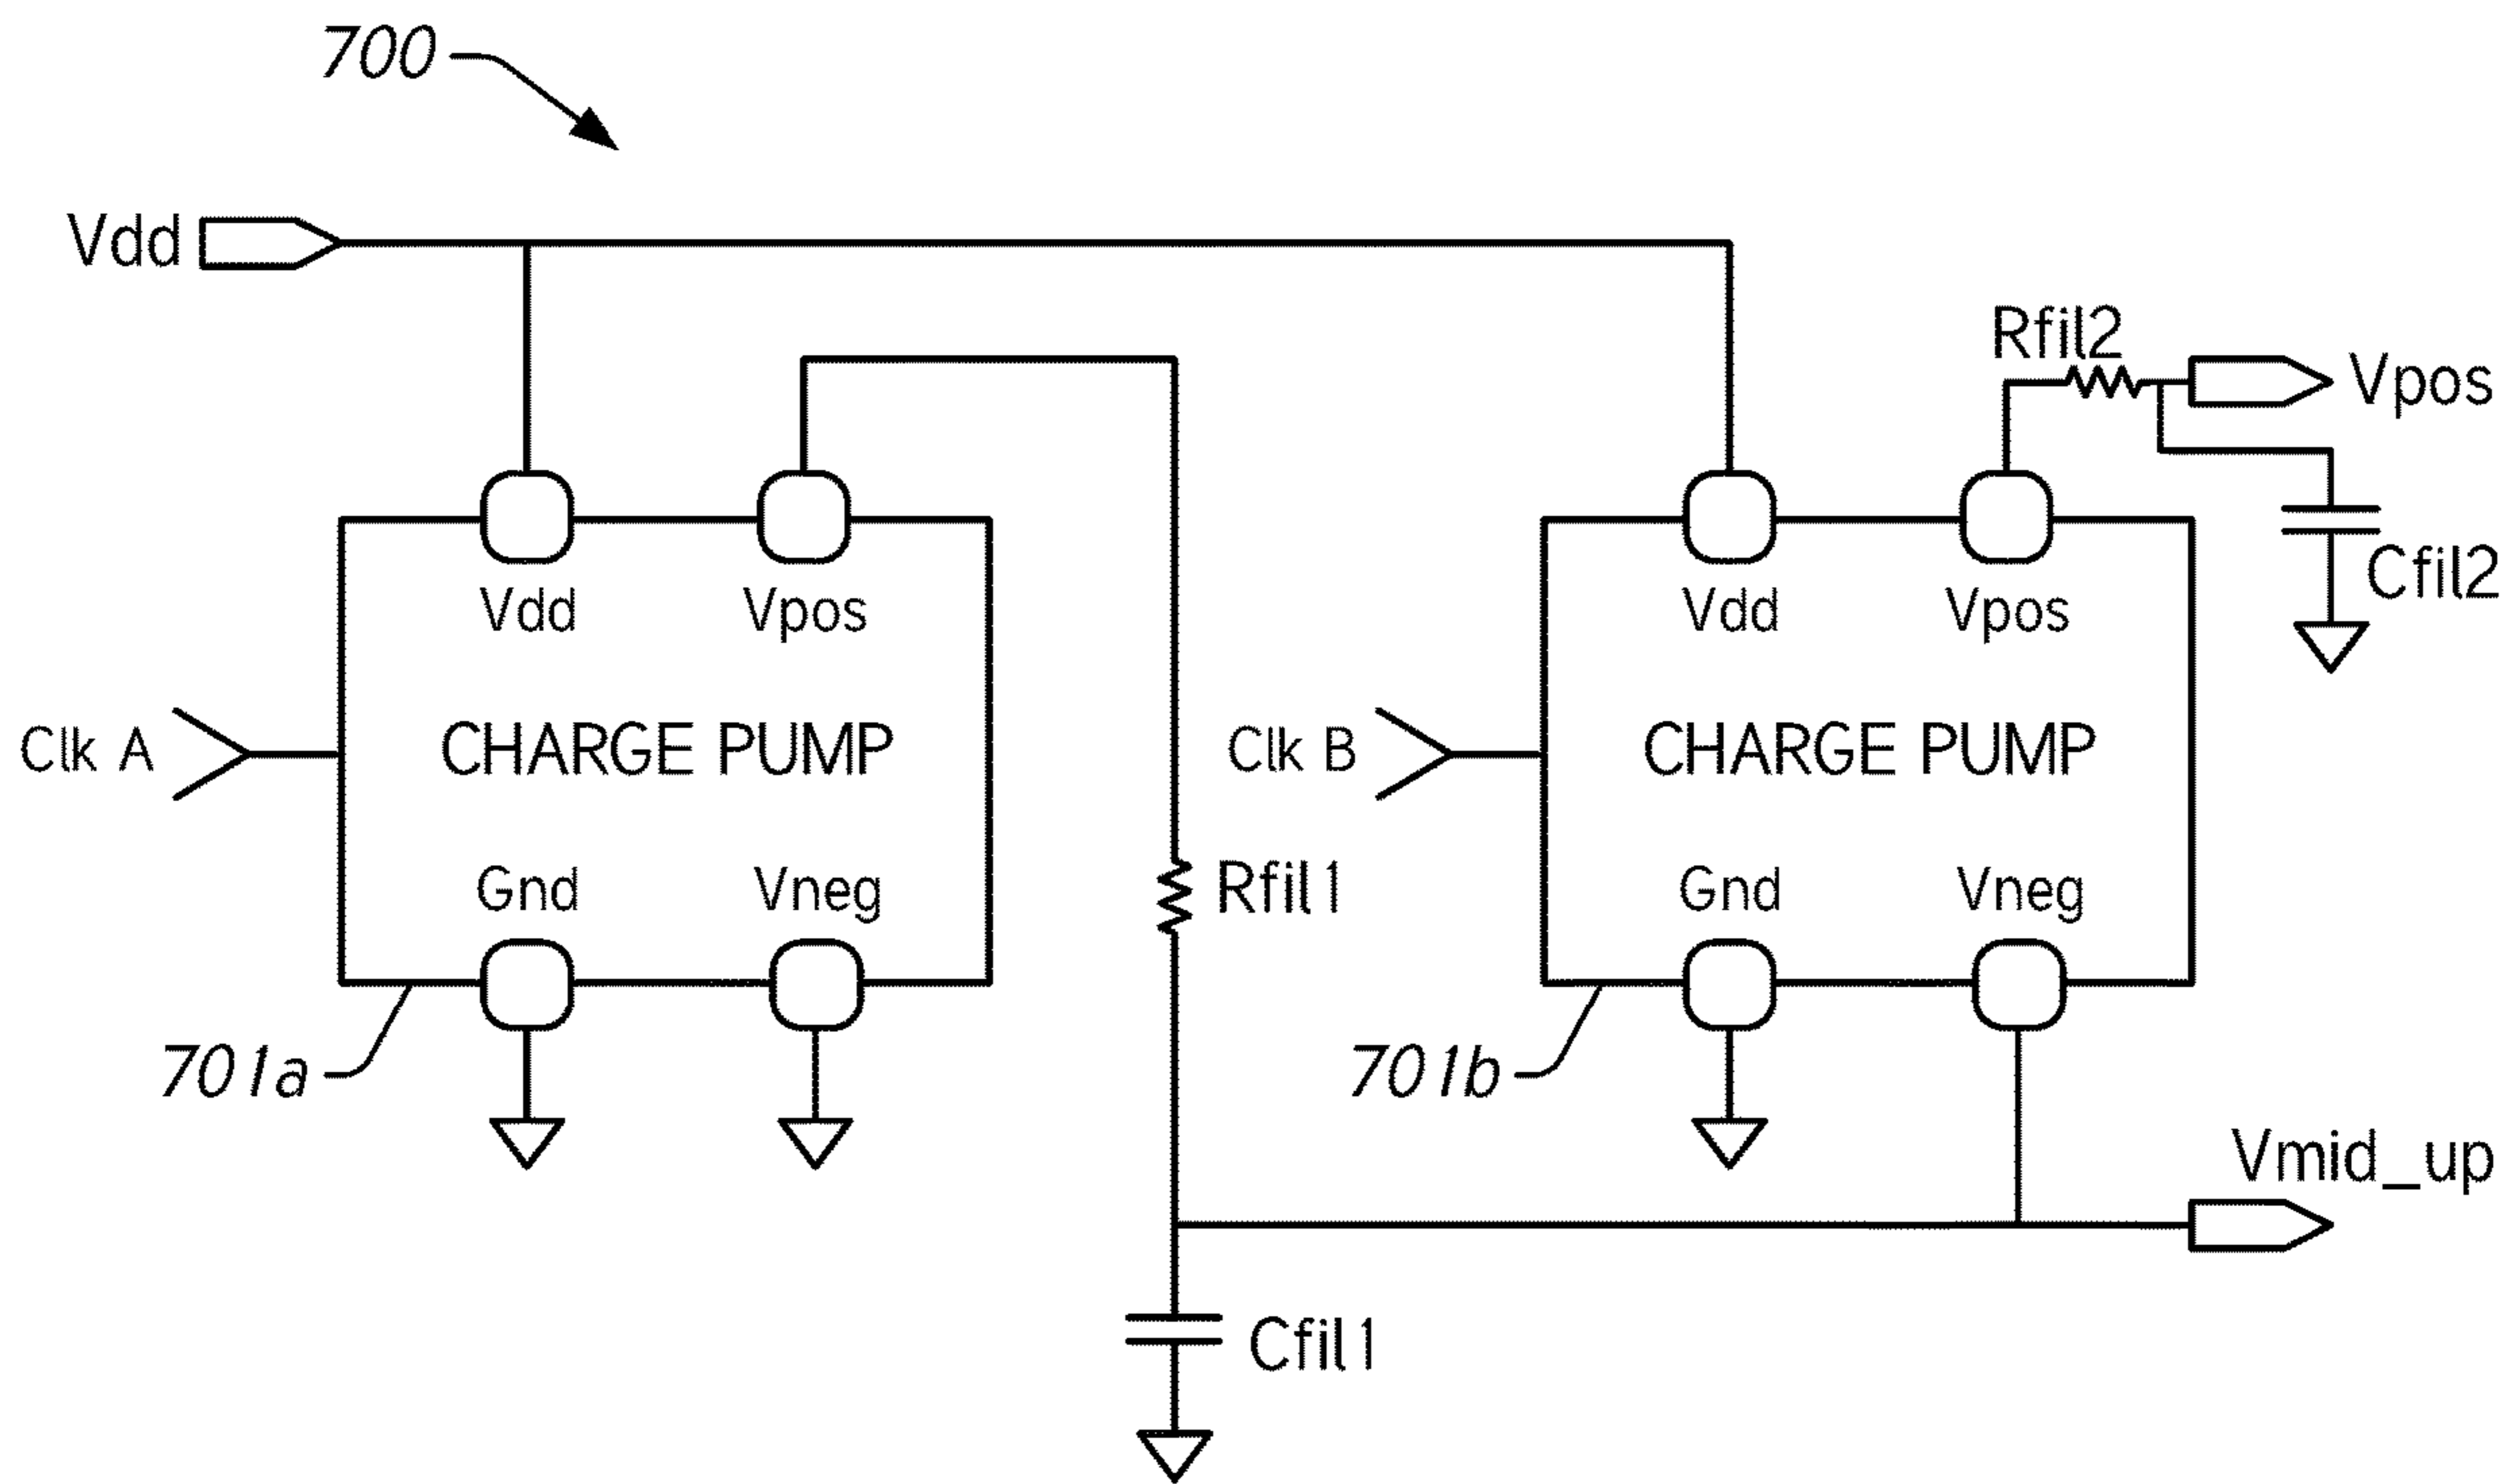 700
Vdd
Rfil2
Vpos
Cfil2
Vdd
Vpos
Vdd
Vpos
Clk A
CHARGE PUMP
Clk B
CHARGE PUMP
Gnd
Vneg
Rfil1
Gnd
Vneg
701a
701b
Vmid_up
Cfil1